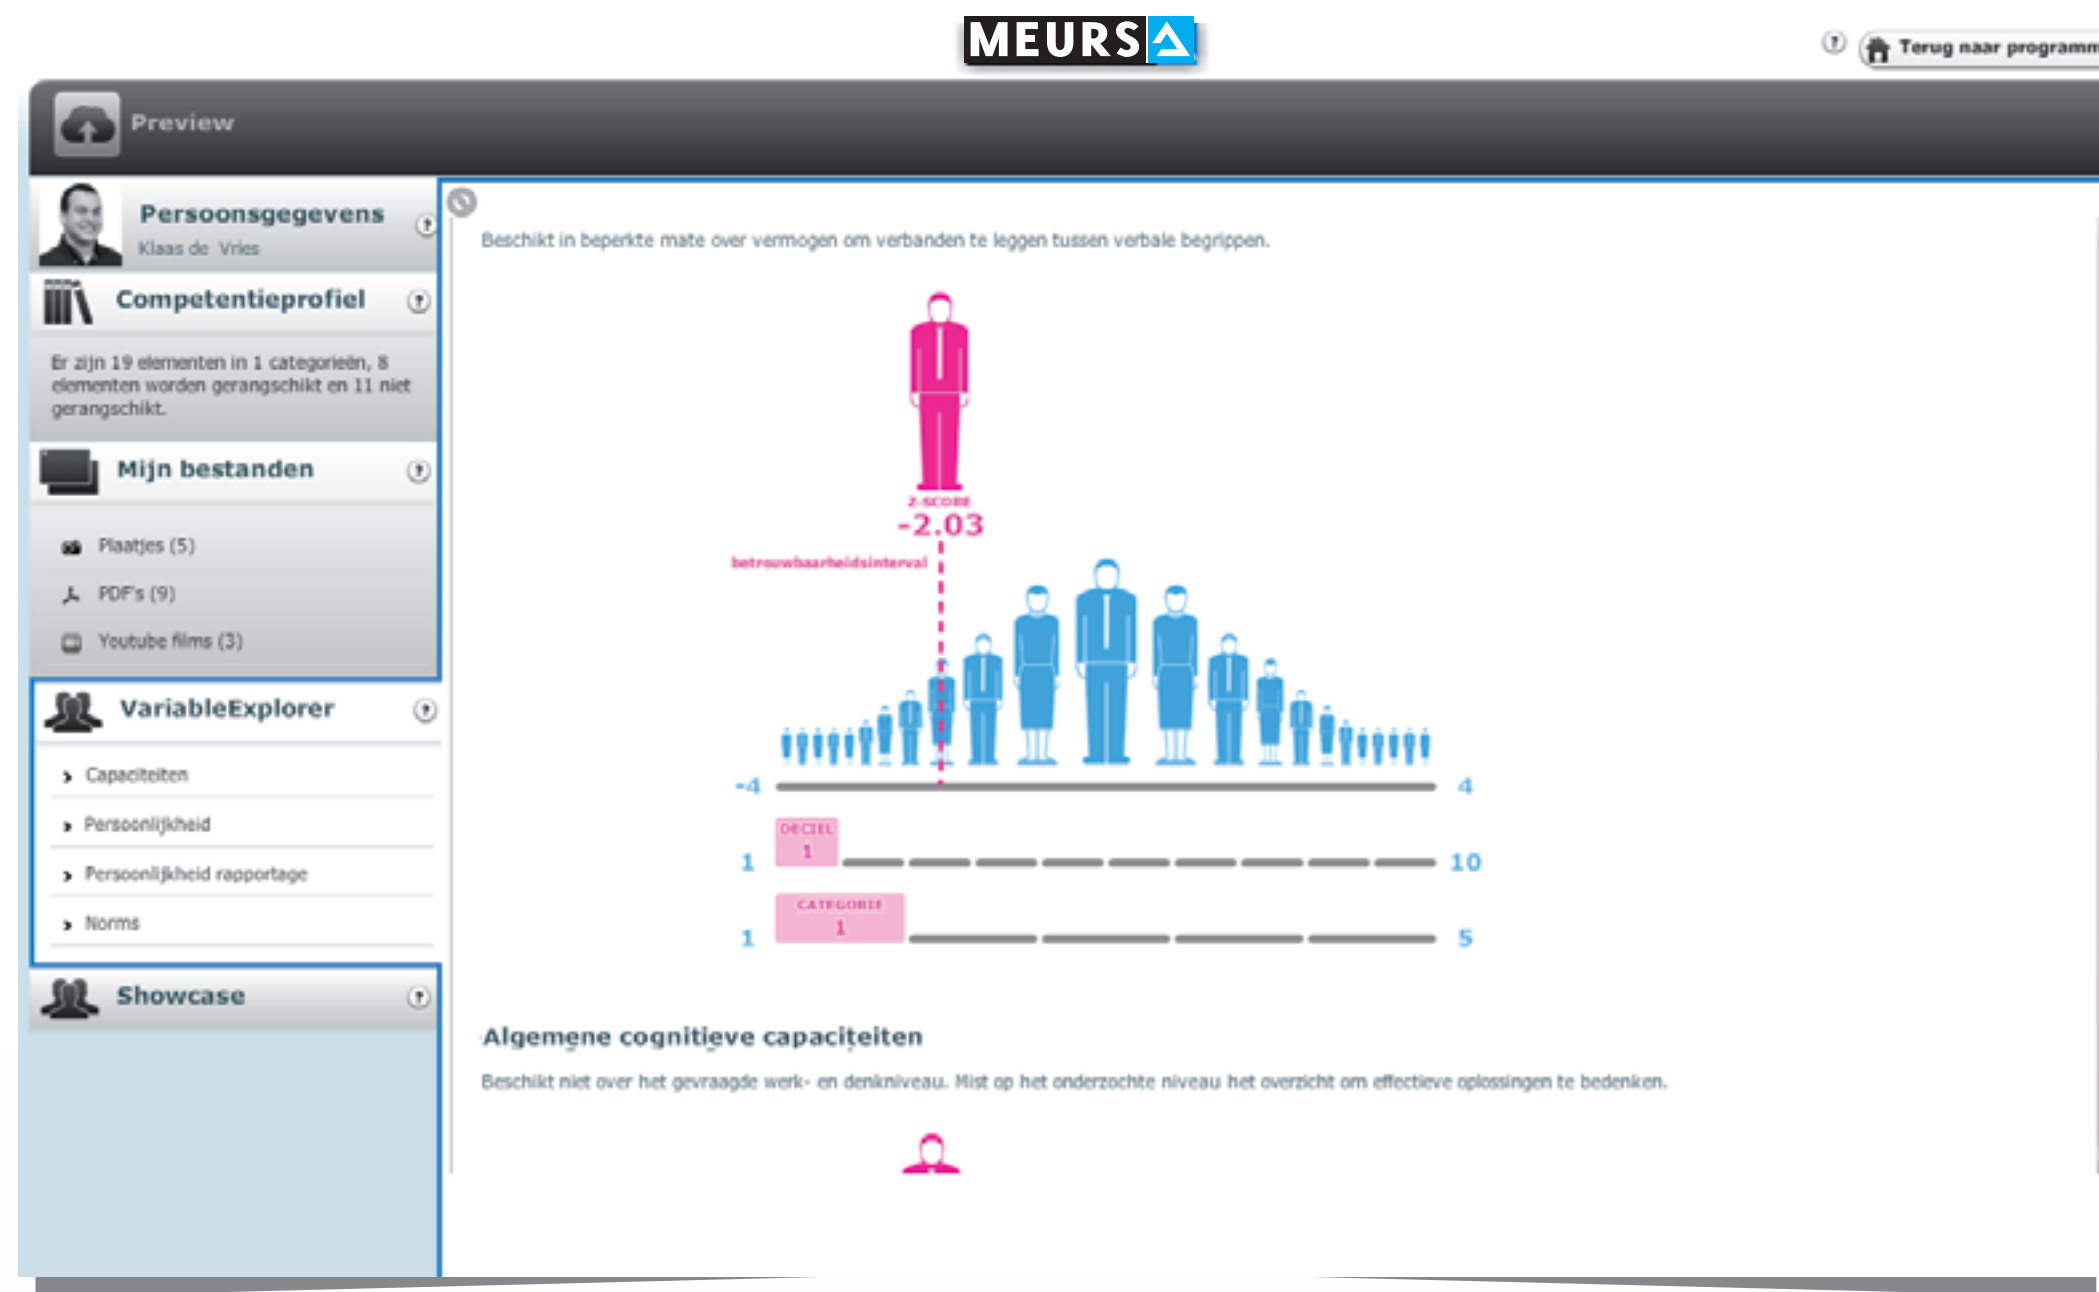 MEURS
Terug naar programm
Preview
Persoonsgegevens
Klaas de Vries
Competentieprofiel
Er zijn 19 elementen in 1 categorieën, 8
elementen worden gerangschikt en 11 niet
gerangschikt.
Mijn bestanden
Plaatjes (5)
PDF's (9)
Youtube films (3)
VariableExplorer
Capaciteiten
Persoonlijkheid
Persoonlijkheid rapportage
Norms
Showcase
Beschikt in beperkte mate over vermogen om verbanden te leggen tussen verbale begrippen.
Z-SCORE
-2.03
betrouwbaarheidsinterval
-4 4
DECIEL
1
1 10
CATEGORIE
1
1 5
Algemene cognitieve capaciteiten
Beschikt niet over het gevraagde werk- en denkniveau. Mist op het onderzochte niveau het overzicht om effectieve oplossingen te bedenken.